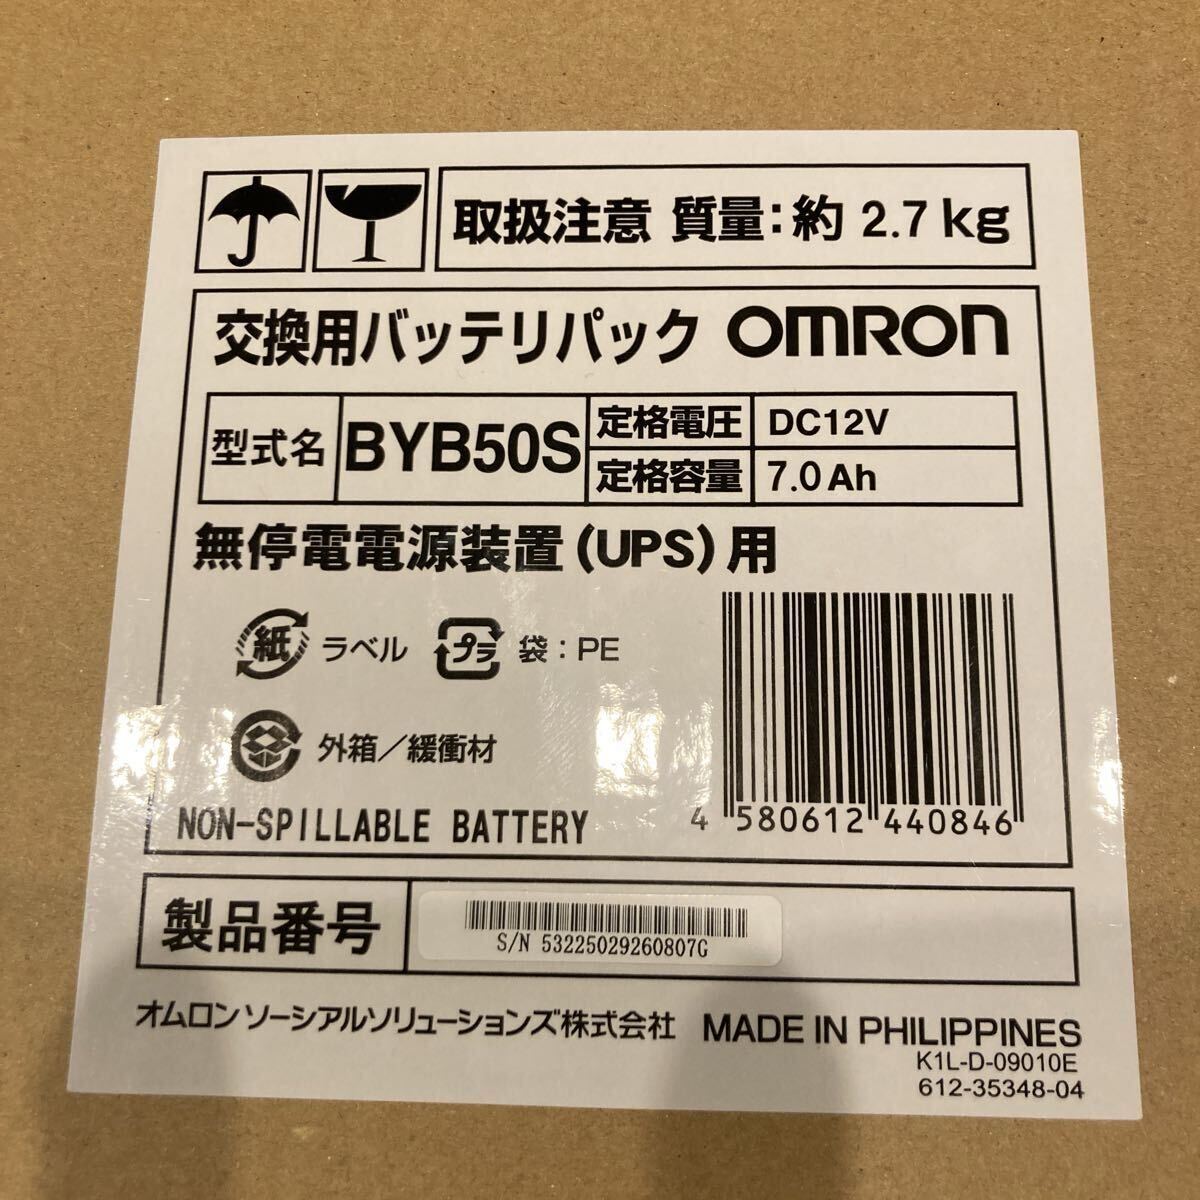 取扱注意 質量：約 2.7kg
交換用バッテリパック OMRON
型式名 BYB50S 定格電圧 DC12V
定格容量 7.0Ah
無停電電源装置(UPS)用
紙 ラベル プラ 袋：PE
外箱／緩衝材
NON-SPILLABLE BATTERY
4 580612 440846
製品番号 S/N 53225029260807G
オムロン ソーシアルソリューションズ株式会社 MADE IN PHILIPPINES
K1L-D-09010E
612-35348-04